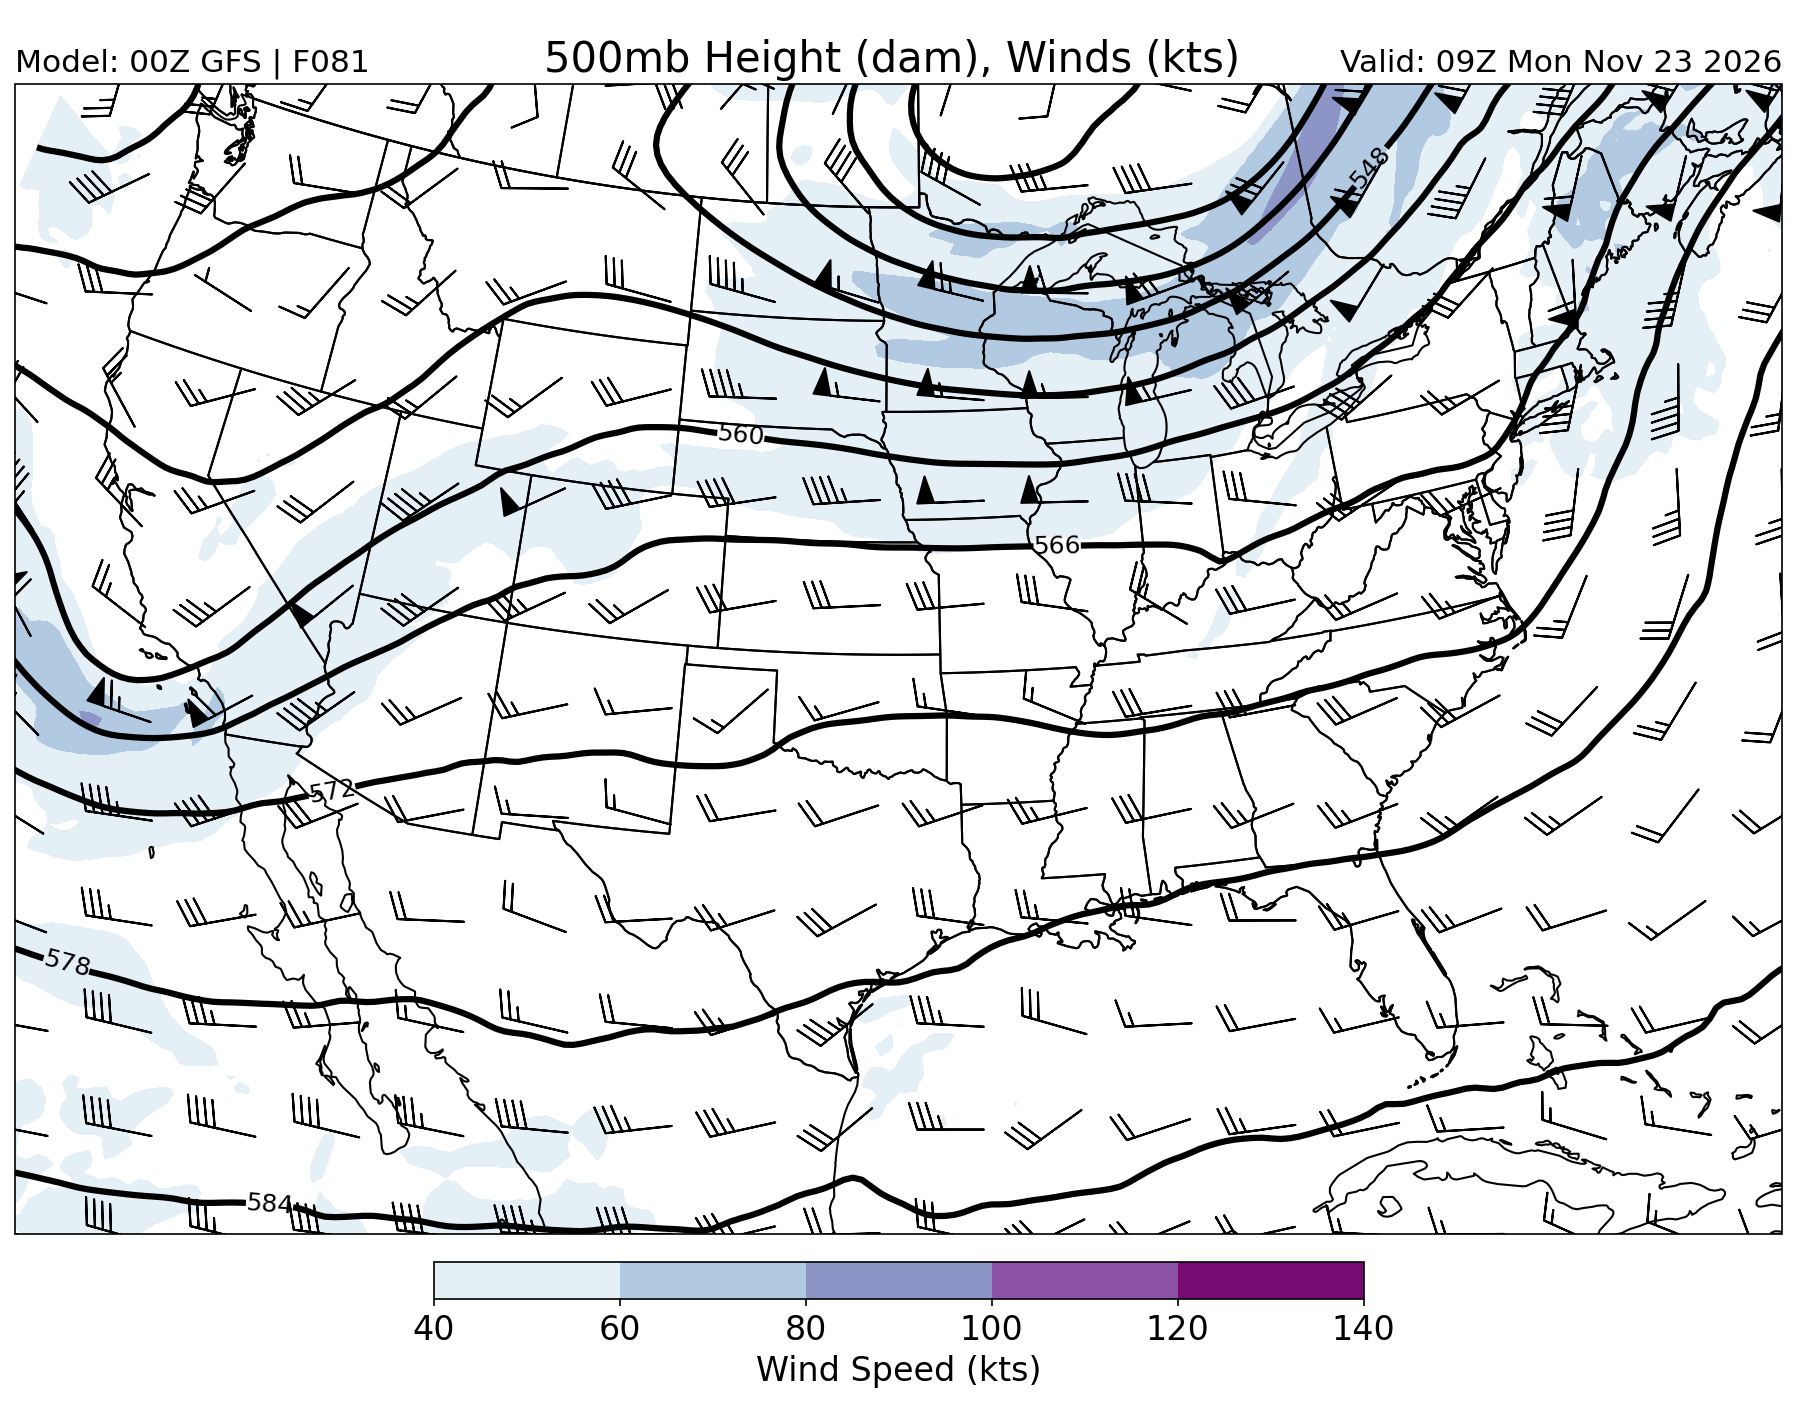 Model: 00Z GFS | F081
500mb Height (dam), Winds (kts)
Valid: 09Z Mon Nov 23 2026
548
560
566
572
578
584
40 60 80 100 120 140
Wind Speed (kts)